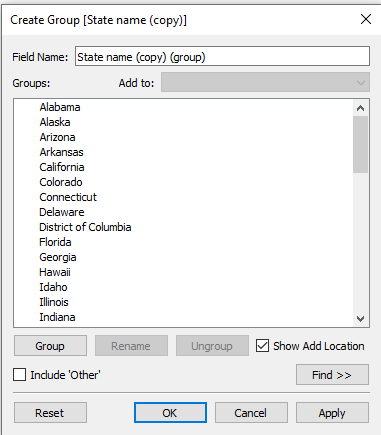 Create Group [State name (copy)]
Field Name: State name (copy) (group)
Groups: Add to:
Alabama
Alaska
Arizona
Arkansas
California
Colorado
Connecticut
Delaware
District of Columbia
Florida
Georgia
Hawaii
Idaho
Illinois
Indiana
Group Rename Ungroup Show Add Location
Include 'Other' Find >>
Reset OK Cancel Apply